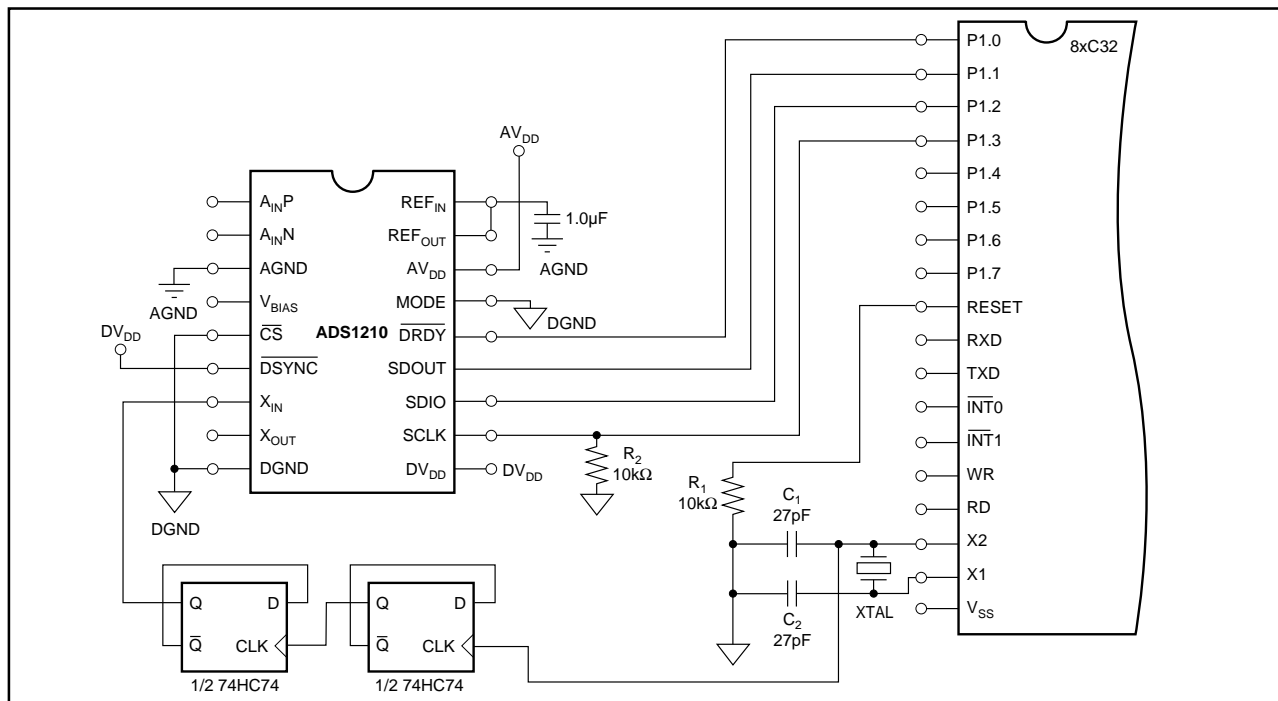 8xC32
P1.0
P1.1
P1.2
P1.3
P1.4
P1.5
P1.6
P1.7
RESET
RXD
TXD
INT0
INT1
WR
RD
X2
X1
VSS
AVDD
AINP
AINN
AGND
VBIAS
CS
DSYNC
XIN
XOUT
DGND
ADS1210
REFIN
REFOUT
AVDD
MODE
DRDY
SDOUT
SDIO
SCLK
DVDD
1.0µF
AGND
DGND
DVDD
AGND
DVDD
DGND
R2
10kΩ
R1
10kΩ
C1
27pF
C2
27pF
XTAL
Q
D
Q
CLK
1/2 74HC74
Q
D
Q
CLK
1/2 74HC74